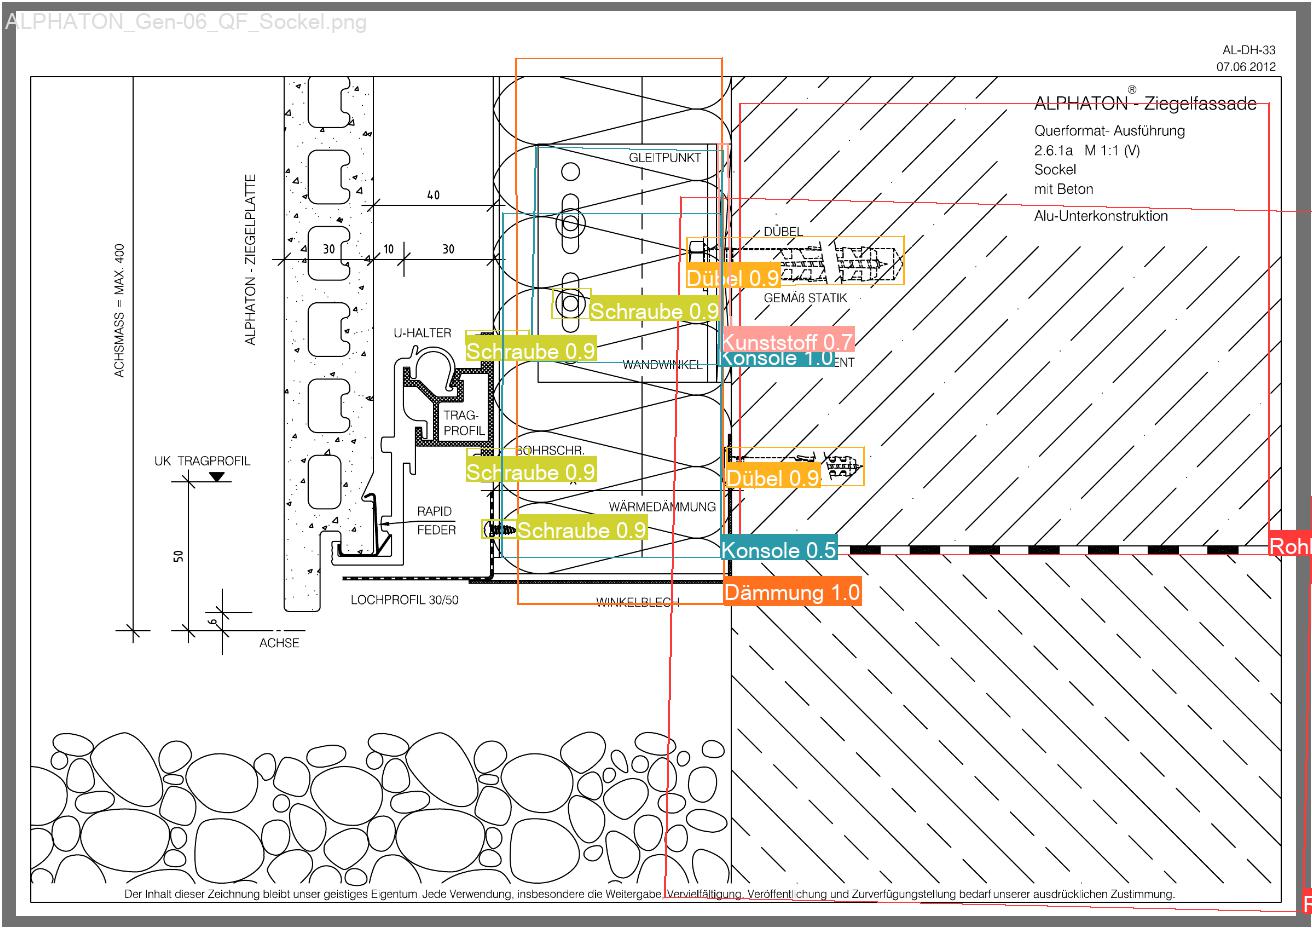 ALPHATON_Gen-06_QF_Sockel.png
AL-DH-33
07.06 2012
ALPHATON® - Ziegelfassade
Querformat- Ausführung
2.6.1a M 1:1 (V)
Sockel
mit Beton
Alu-Unterkonstruktion
GLEITPUNKT
40
ALPHATON - ZIEGELPLATTE
ACHSMASS = MAX. 400
30
10
30
DÜBEL
Dübel 0.9
GEMÄß STATIK
Schraube 0.9
U-HALTER
Schraube 0.9
Kunststoff 0.7
Konsole 1.0
WANDWINKEL
TRAG-
PROFIL
UK TRAGPROFIL
Schraube 0.9
Dübel 0.9
WÄRMEDÄMMUNG
RAPID
FEDER
Schraube 0.9
50
Konsole 0.5
Dämmung 1.0
LOCHPROFIL 30/50
WINKELBLECH
6
ACHSE
Der Inhalt dieser Zeichnung bleibt unser geistiges Eigentum. Jede Verwendung, insbesondere die Weitergabe, Vervielfältigung, Veröffentlichung und Zurverfügungstellung bedarf unserer ausdrücklichen Zustimmung.